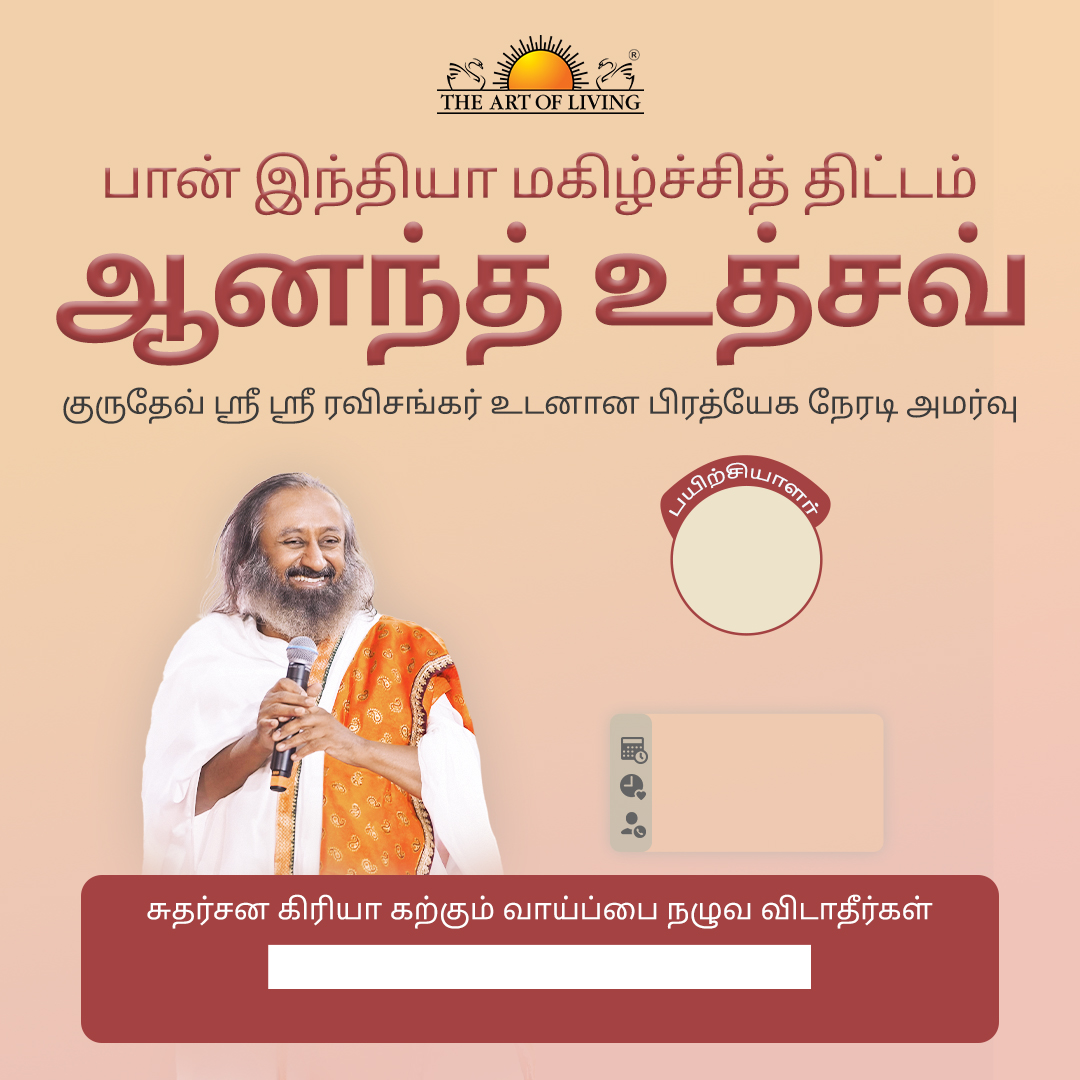 THE ART OF LIVING ®
பான் இந்தியா மகிழ்ச்சித் திட்டம்
ஆனந்த் உத்சவ்
குருதேவ் ஸ்ரீ ஸ்ரீ ரவிசங்கர் உடனான பிரத்யேக நேரடி அமர்வு
பயிற்சியாளர்
சுதர்சன கிரியா கற்கும் வாய்ப்பை நழுவ விடாதீர்கள்